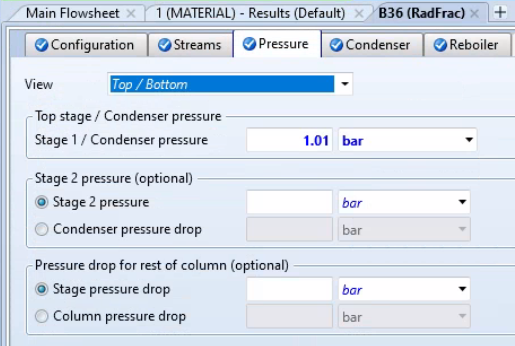 Main Flowsheet × 1 (MATERIAL) - Results (Default) × B36 (RadFrac) × +
Configuration Streams Pressure Condenser Reboiler
View Top / Bottom
Top stage / Condenser pressure
Stage 1 / Condenser pressure 1.01 bar
Stage 2 pressure (optional)
Stage 2 pressure bar
Condenser pressure drop bar
Pressure drop for rest of column (optional)
Stage pressure drop bar
Column pressure drop bar